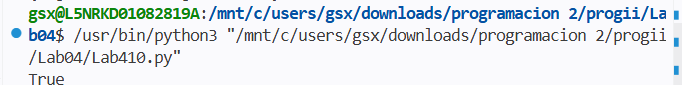 gsx@L5NRKD01082819A:/mnt/c/users/gsx/downloads/programacion 2/progii/La
b04$ /usr/bin/python3 "/mnt/c/users/gsx/downloads/programacion 2/progii
/Lab04/Lab410.py"
True